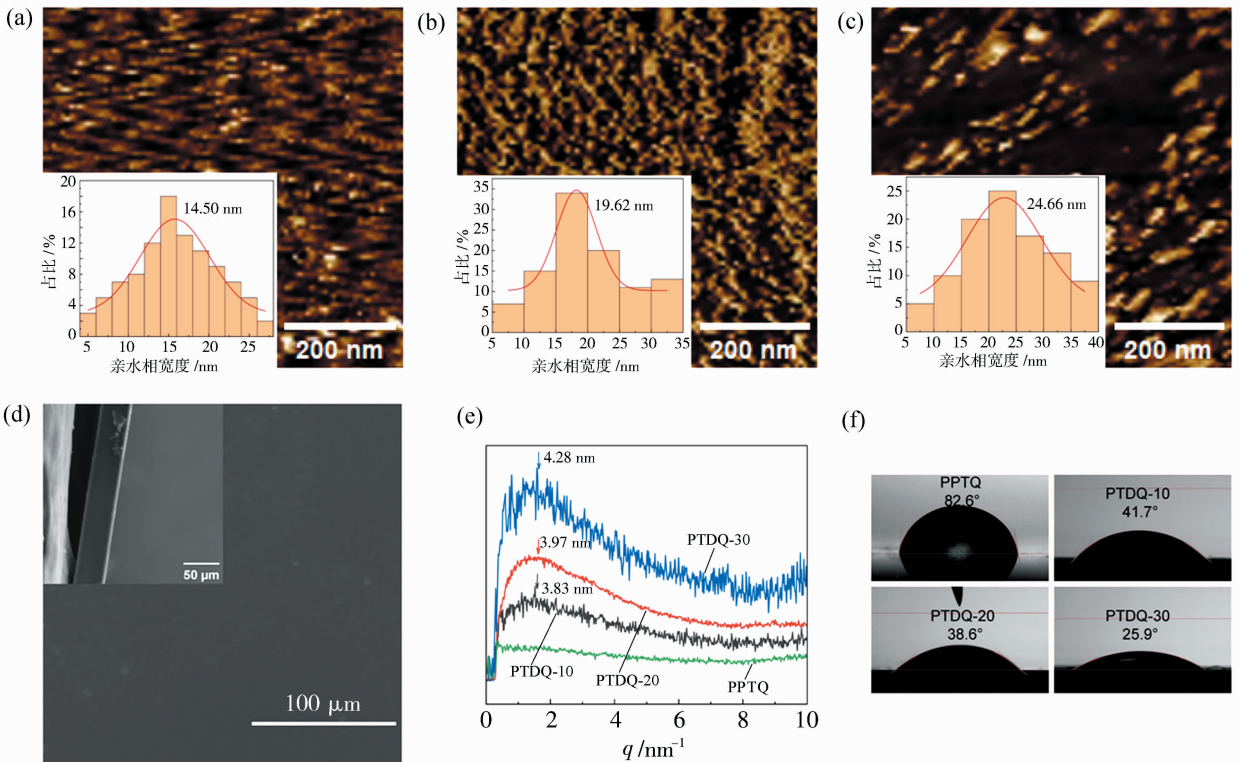 (a)
20
16
12
8
4
0
占比/%
14.50 nm
5 10 15 20 25
亲水相宽度/nm
200 nm
(b)
35
30
25
20
15
10
5
0
占比/%
19.62 nm
5 10 15 20 25 30 35
亲水相宽度/nm
200 nm
(c)
25
20
15
10
5
0
占比/%
24.66 nm
5 10 15 20 25 30 35 40
亲水相宽度/nm
200 nm
(d)
50 μm
100 μm
(e)
4.28 nm
PTDQ-30
3.97 nm
3.83 nm
PTDQ-10
PTDQ-20
PPTQ
0 2 4 6 8 10
q/nm⁻¹
(f)
PPTQ
82.6°
PTDQ-10
41.7°
PTDQ-20
38.6°
PTDQ-30
25.9°